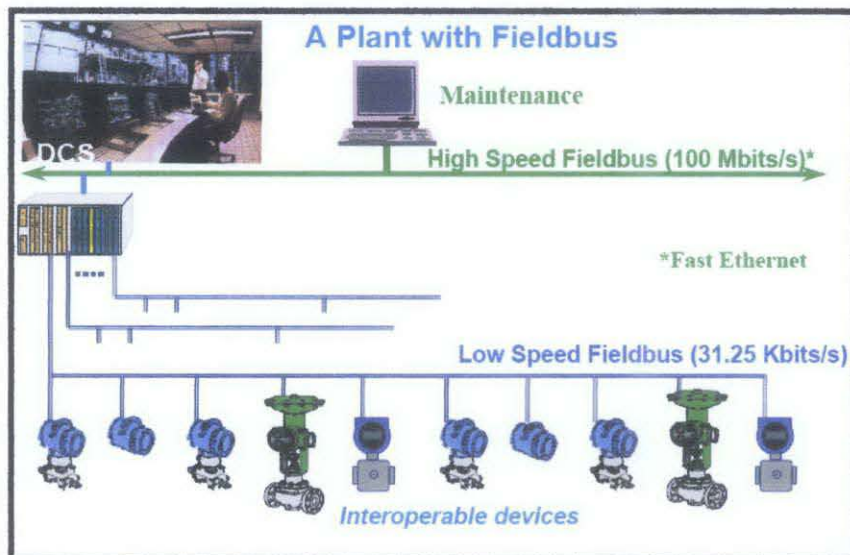 A Plant with Fieldbus
Maintenance
DCS
High Speed Fieldbus (100 Mbits/s)*
*Fast Ethernet
Low Speed Fieldbus (31.25 Kbits/s)
Interoperable devices